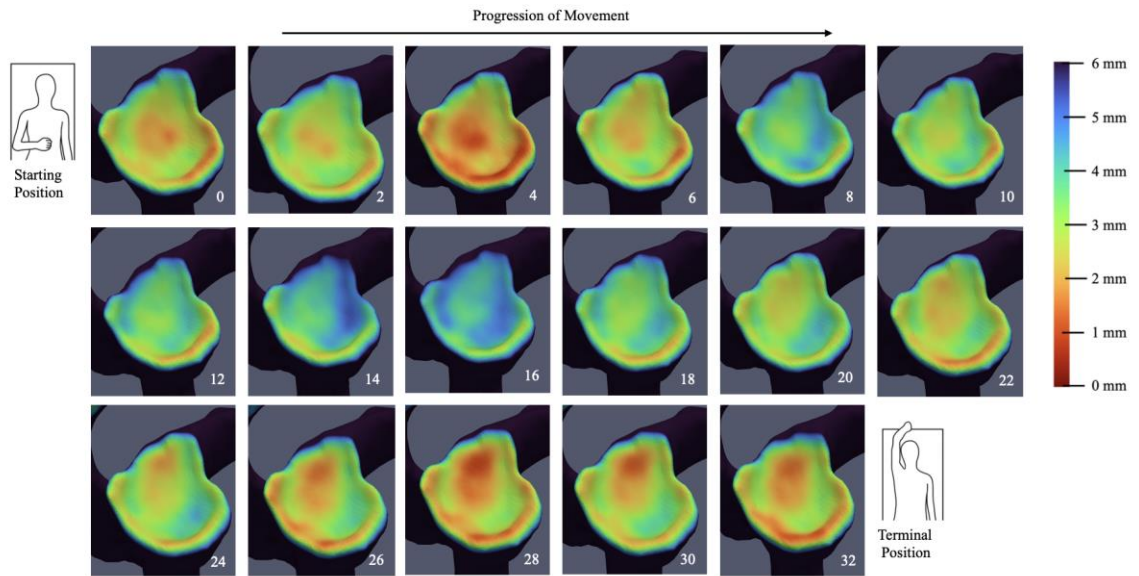 Progression of Movement
Starting
Position
0
2
4
6
8
10
12
14
16
18
20
22
24
26
28
30
32
Terminal
Position
6 mm
5 mm
4 mm
3 mm
2 mm
1 mm
0 mm